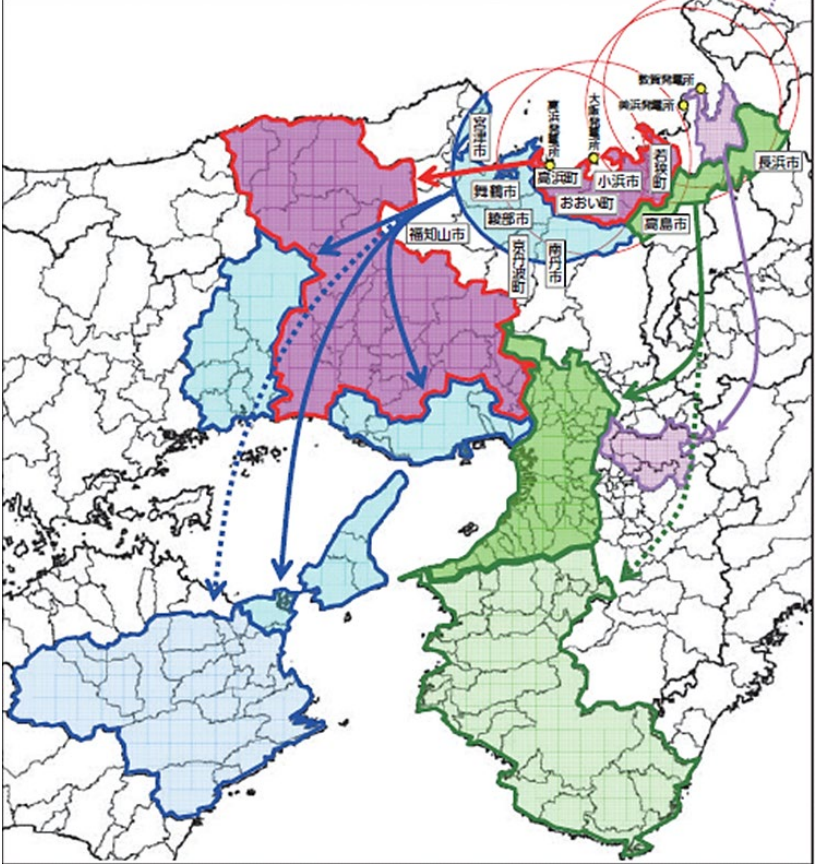 敦賀発電所
美浜発電所
大飯発電所
高浜発電所
宮津市
若狭町
長浜市
高浜町
小浜市
舞鶴市
おおい町
綾部市
高島市
福知山市
京丹波町
南丹市